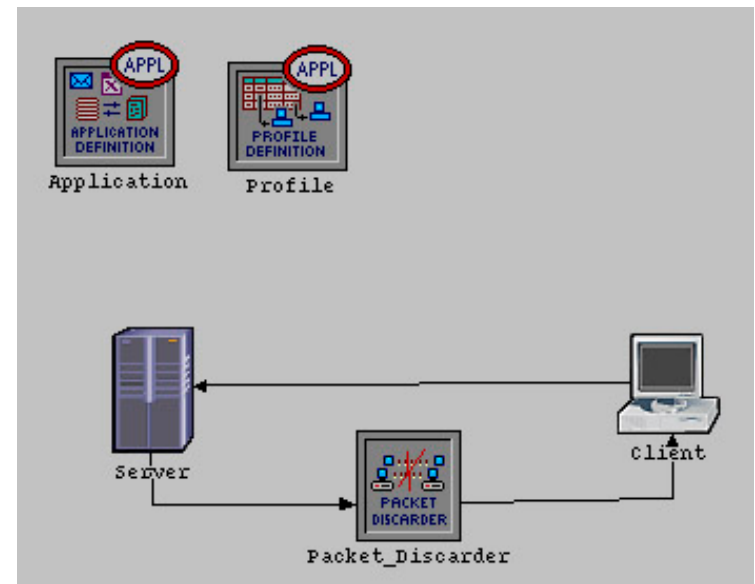 APPL
APPLICATION
DEFINITION
Application
APPL
PROFILE
DEFINITION
Profile
Server
Client
PACKET
DISCARDER
Packet_Discarder